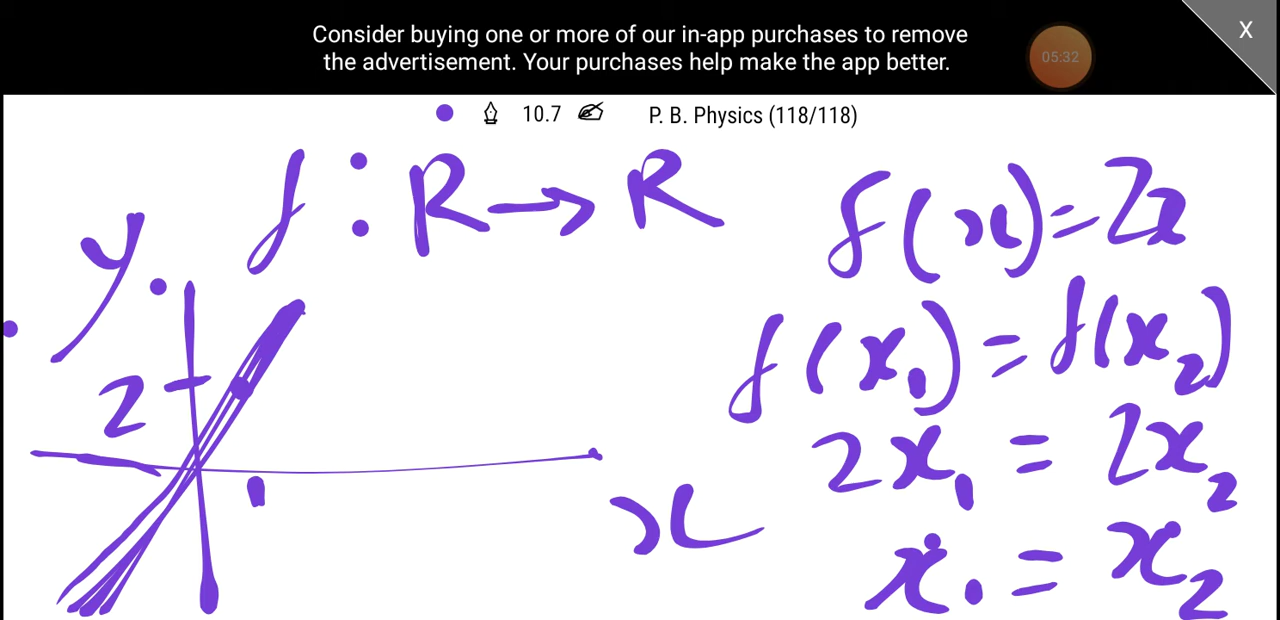 Consider buying one or more of our in-app purchases to remove
the advertisement. Your purchases help make the app better.
05:32
X
10.7
P. B. Physics (118/118)
f : R → R
f(x)=2x
y
f(x₁) = f(x₂)
2
2x₁ = 2x₂
1
x
x₁ = x₂